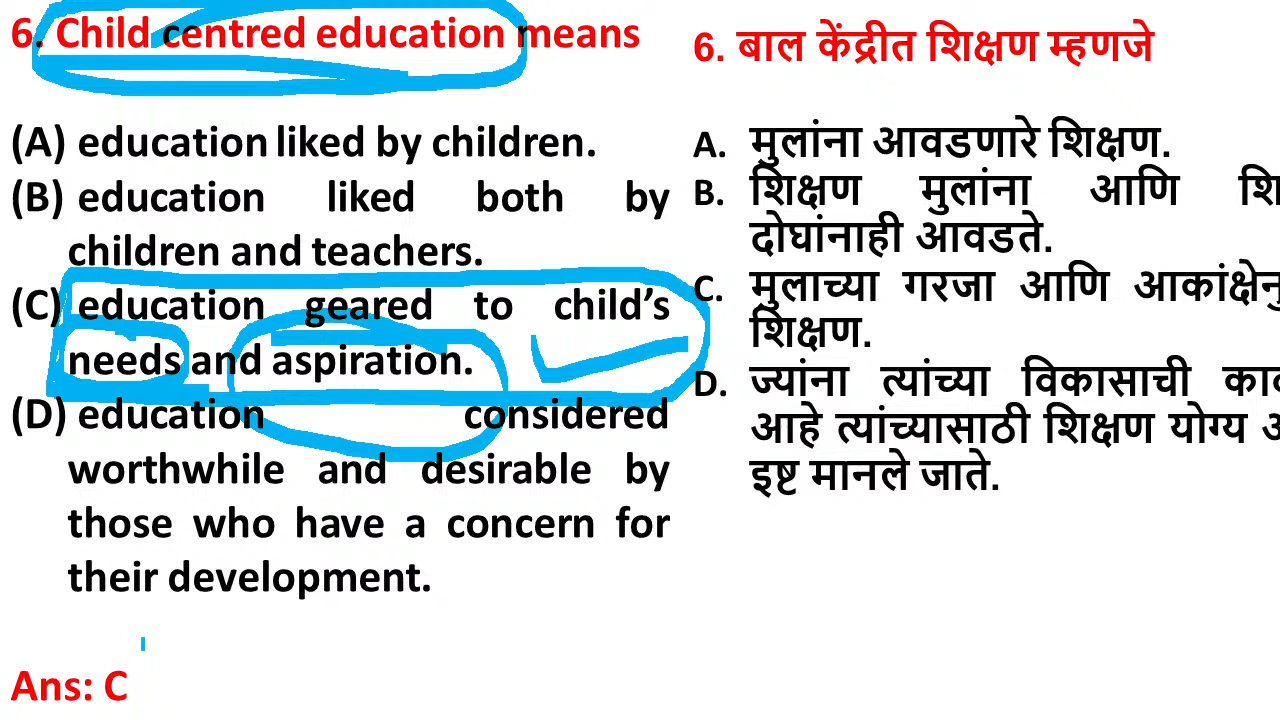 6. Child centred education means
(A) education liked by children.
(B) education liked both by
children and teachers.
(C) education geared to child’s
needs and aspiration.
(D) education considered
worthwhile and desirable by
those who have a concern for
their development.
Ans: C
6. बाल केंद्रीत शिक्षण म्हणजे
A. मुलांना आवडणारे शिक्षण.
B. शिक्षण मुलांना आणि
दोघांनाही आवडते.
C. मुलाच्या गरजा आणि
शिक्षण.
D. ज्यांना त्यांच्या विकासाची
आहे त्यांच्यासाठी शिक्षण योग्य
इष्ट मानले जाते.